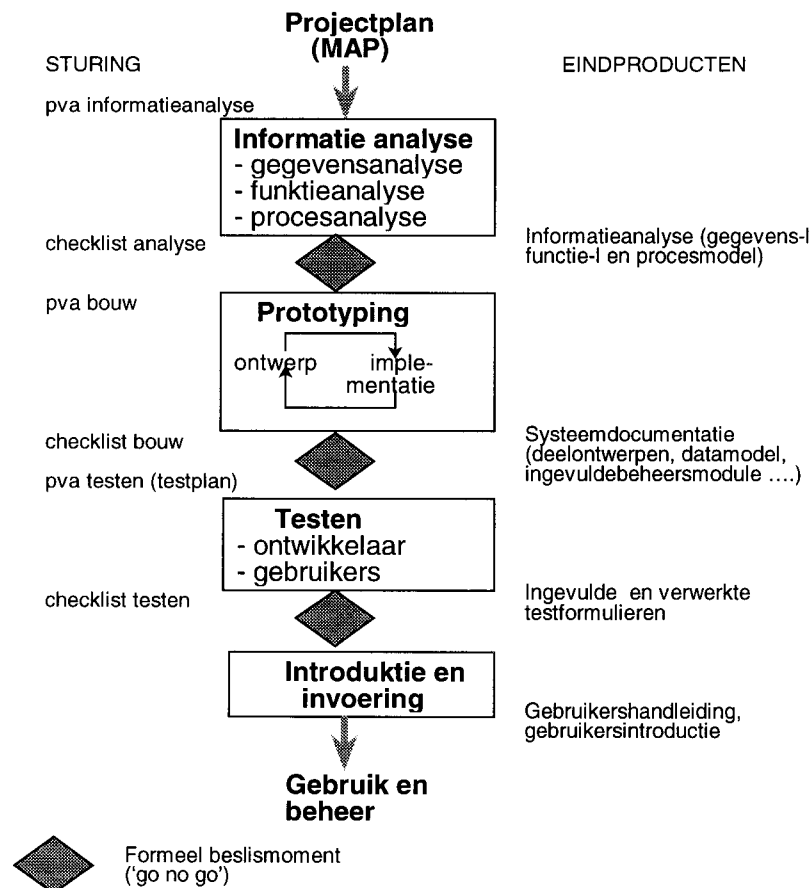 Projectplan
(MAP)
STURING
EINDPRODUCTEN
pva informatieanalyse
Informatie analyse
- gegevensanalyse
- funktieanalyse
- procesanalyse
checklist analyse
Informatieanalyse (gegevens-l
functie-l en procesmodel)
pva bouw
Prototyping
ontwerp
imple-
mentatie
checklist bouw
Systeemdocumentatie
(deelontwerpen, datamodel,
ingevuldebeheersmodule ....)
pva testen (testplan)
Testen
- ontwikkelaar
- gebruikers
checklist testen
Ingevulde en verwerkte
testformulieren
Introduktie en
invoering
Gebruikershandleiding,
gebruikersintroductie
Gebruik en
beheer
Formeel beslismoment
('go no go')